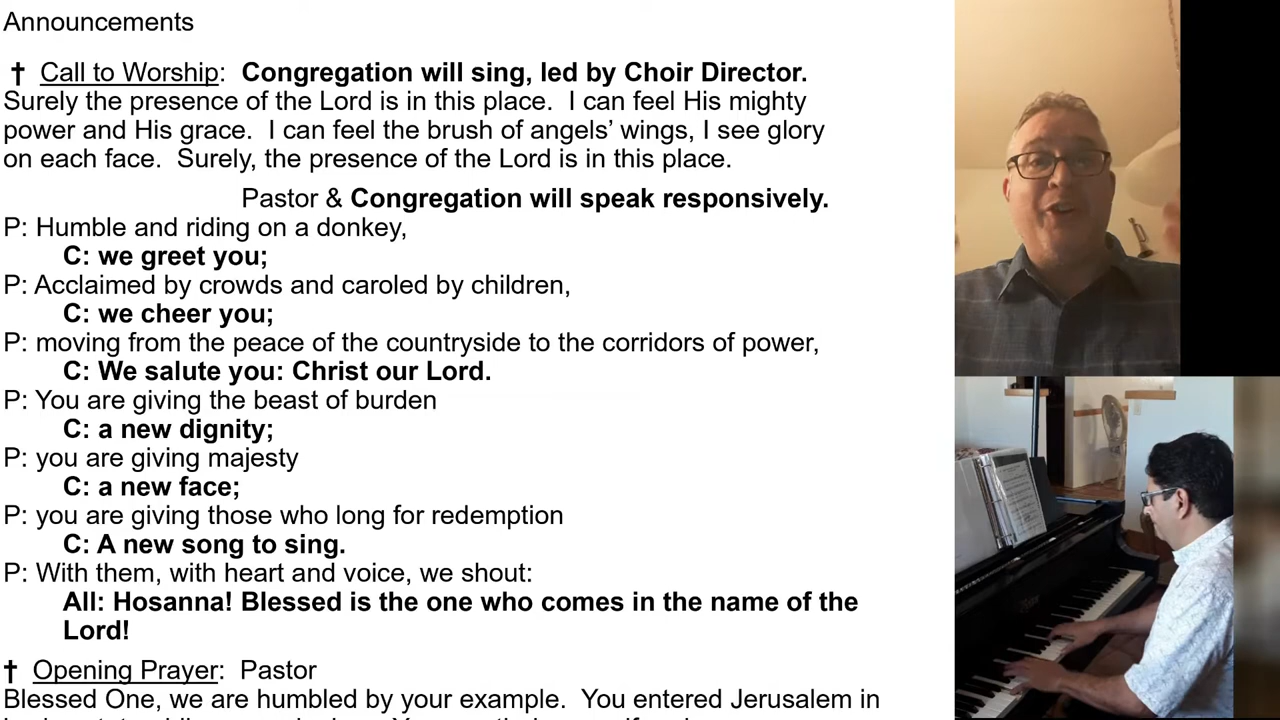 Announcements
✝ Call to Worship: Congregation will sing, led by Choir Director.
Surely the presence of the Lord is in this place. I can feel His mighty
power and His grace. I can feel the brush of angels’ wings, I see glory
on each face. Surely, the presence of the Lord is in this place.
Pastor & Congregation will speak responsively.
P: Humble and riding on a donkey,
C: we greet you;
P: Acclaimed by crowds and caroled by children,
C: we cheer you;
P: moving from the peace of the countryside to the corridors of power,
C: We salute you: Christ our Lord.
P: You are giving the beast of burden
C: a new dignity;
P: you are giving majesty
C: a new face;
P: you are giving those who long for redemption
C: A new song to sing.
P: With them, with heart and voice, we shout:
All: Hosanna! Blessed is the one who comes in the name of the
Lord!
✝ Opening Prayer: Pastor
Blessed One, we are humbled by your example. You entered Jerusalem in